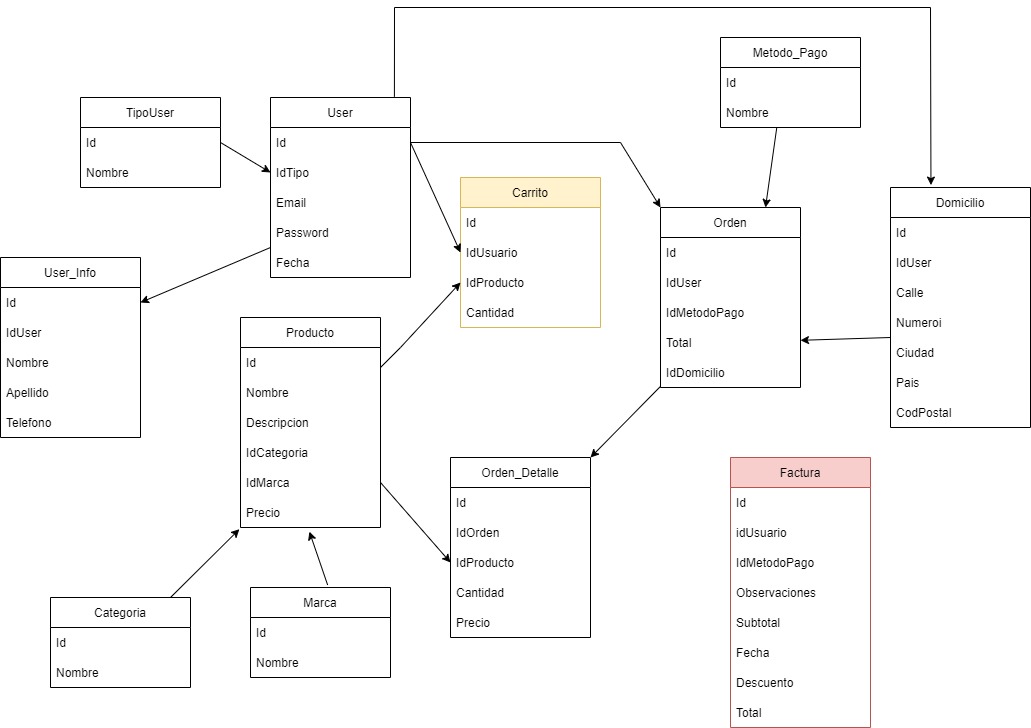 Metodo_Pago
Id
Nombre
TipoUser
Id
Nombre
User
Id
IdTipo
Email
Password
Fecha
Carrito
Id
IdUsuario
IdProducto
Cantidad
Orden
Id
IdUser
IdMetodoPago
Total
IdDomicilio
Domicilio
Id
IdUser
Calle
Numeroi
Ciudad
Pais
CodPostal
User_Info
Id
IdUser
Nombre
Apellido
Telefono
Producto
Id
Nombre
Descripcion
IdCategoria
IdMarca
Precio
Orden_Detalle
Id
IdOrden
IdProducto
Cantidad
Precio
Factura
Id
idUsuario
IdMetodoPago
Observaciones
Subtotal
Fecha
Descuento
Total
Categoria
Id
Nombre
Marca
Id
Nombre